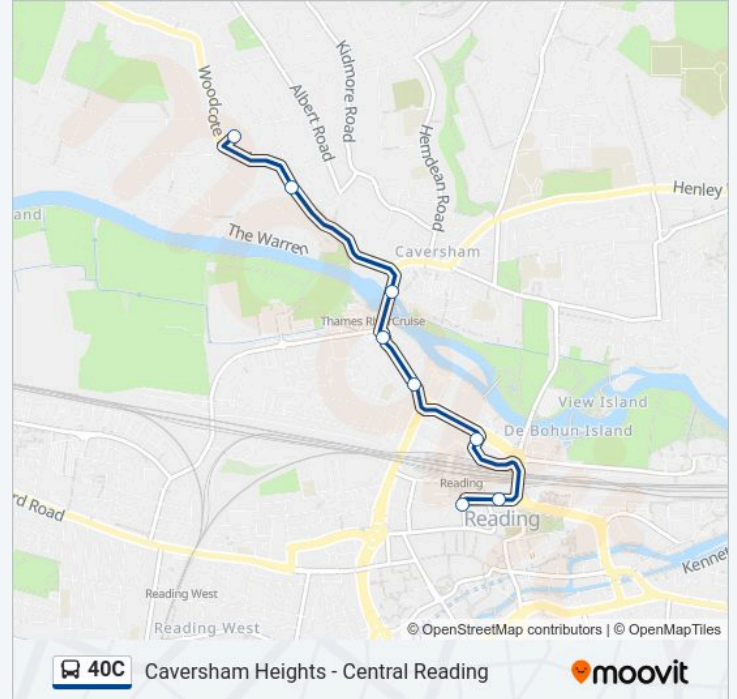 Woodcote
Albert Road
Kidmore Road
Hemdean Road
Henley
and
The Warren
Caversham
Thames River Cruise
View Island
De Bohun Island
Reading
Reading
rd Road
Kennet
Reading West
Reading West
© OpenStreetMap contributors | © OpenMapTiles
40C Caversham Heights - Central Reading moovit